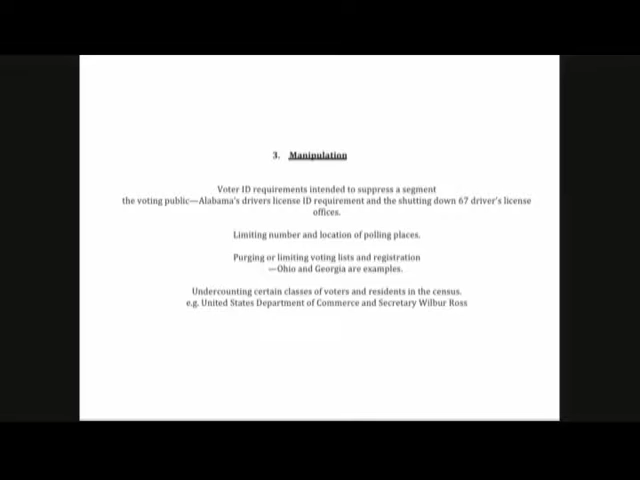 3. Manipulation
Voter ID requirements intended to suppress a segment
the voting public—Alabama's drivers license ID requirement and the shutting down 67 driver's license
offices.
Limiting number and location of polling places.
Purging or limiting voting lists and registration
—Ohio and Georgia are examples.
Undercounting certain classes of voters and residents in the census.
e.g. United States Department of Commerce and Secretary Wilbur Ross